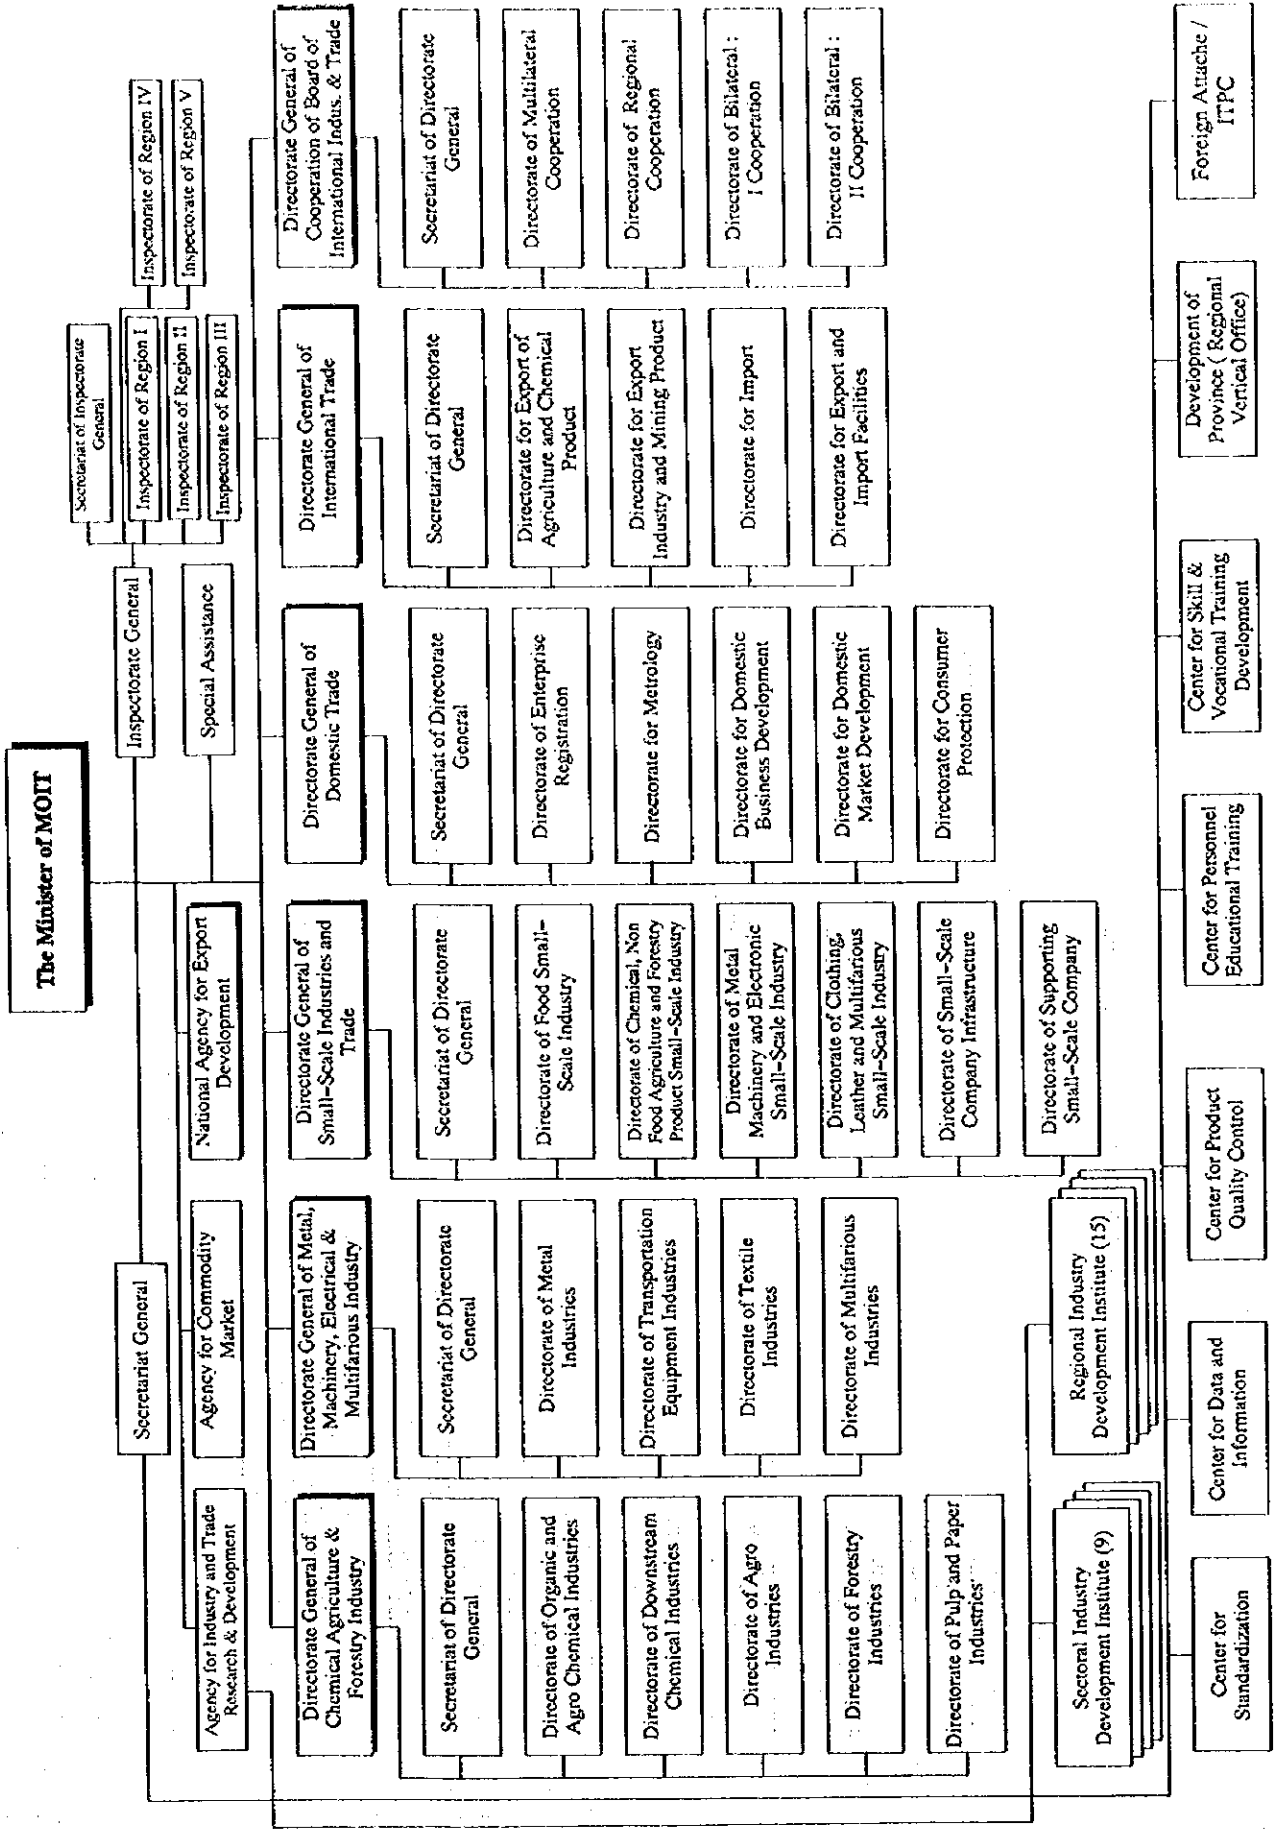 The Minister of MOIT
Secretariat General
Inspectorate General
Secretariat of Inspectorate
General
Inspectorate of Region I
Inspectorate of Region II
Inspectorate of Region III
Inspectorate of Region IV
Inspectorate of Region V
Special Assistance
Agency for Industry and Trade
Research & Development
Agency for Commodity
Market
National Agency for Export
Development
Directorate General of
Chemical Agriculture &
Forestry Industry
Secretariat of Directorate
General
Directorate of Organic and
Agro Chemical Industries
Directorate of Downstream
Chemical Industries
Directorate of Agro
Industries
Directorate of Forestry
Industries
Directorate of Pulp and Paper
Industries
Directorate General of Metal,
Machinery, Electrical &
Multifarious Industry
Secretariat of Directorate
General
Directorate of Metal
Industries
Directorate of Transportation
Equipment Industries
Directorate of Textile
Industries
Directorate of Multifarious
Industries
Directorate General of
Small-Scale Industries and
Trade
Secretariat of Directorate
General
Directorate of Food Small-
Scale Industry
Directorate of Chemical, Non
Food Agriculture and Forestry
Product Small-Scale Industry
Directorate of Metal
Machinery and Electronic
Small-Scale Industry
Directorate of Clothing,
Leather and Multifarious
Small-Scale Industry
Directorate of Small-Scale
Company Infrastructure
Directorate of Supporting
Small-Scale Company
Directorate General of
Domestic Trade
Secretariat of Directorate
General
Directorate of Enterprise
Registration
Directorate for Metrology
Directorate for Domestic
Business Development
Directorate for Domestic
Market Development
Directorate for Consumer
Protection
Directorate General of
International Trade
Secretariat of Directorate
General
Directorate for Export of
Agriculture and Chemical
Product
Directorate for Export
Industry and Mining Product
Directorate for Import
Directorate for Export and
Import Facilities
Directorate General of
Cooperation of Board of
International Indus. & Trade
Secretariat of Directorate
General
Directorate of Multilateral
Cooperation
Directorate of Regional
Cooperation
Directorate of Bilateral :
I Cooperation
Directorate of Bilateral :
II Cooperation
Sectoral Industry
Development Institute (9)
Regional Industry
Development Institute (15)
Center for
Standardization
Center for Data and
Information
Center for Product
Quality Control
Center for Personnel
Educational Training
Center for Skill &
Vocational Training
Development
Development of
Province ( Regional
Vertical Office)
Foreign Attache /
ITPC